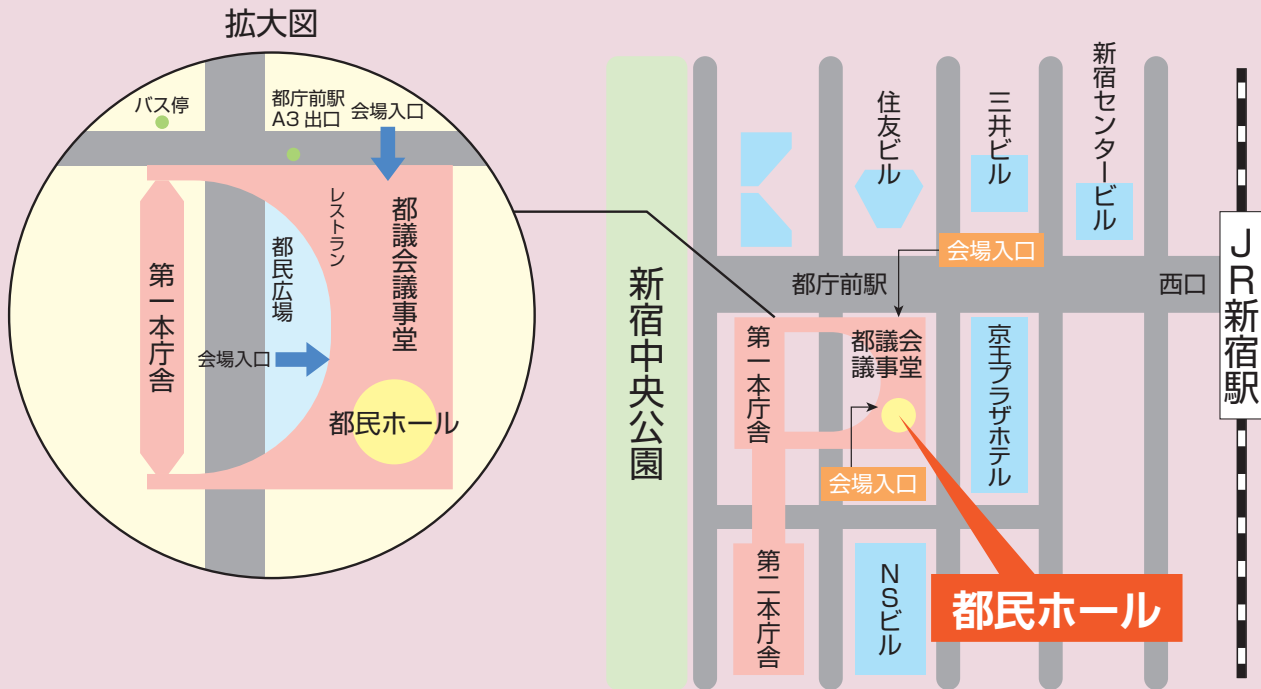 拡大図
バス停
都庁前駅
A3 出口
会場入口
レストラン
都議会議事堂
都民広場
第一本庁舎
会場入口
都民ホール
新宿中央公園
住友ビル
三井ビル
新宿センタービル
会場入口
都庁前駅
西口
JR新宿駅
第一本庁舎
都議会
議事堂
京王プラザホテル
会場入口
第二本庁舎
NSビル
都民ホール